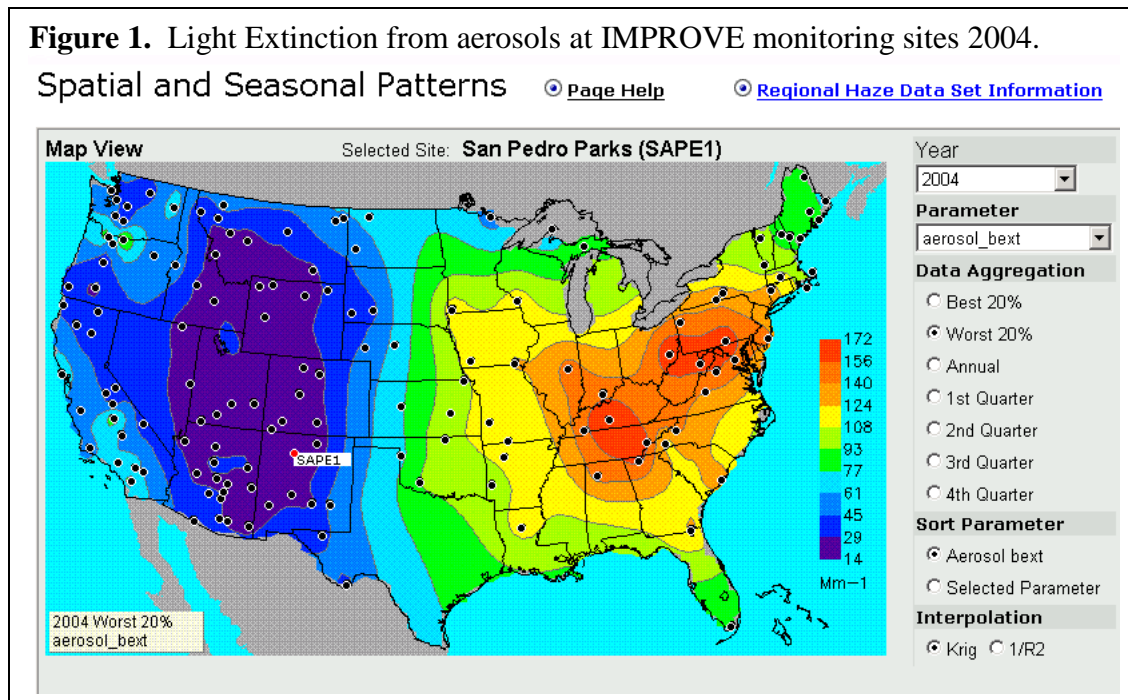 Figure 1. Light Extinction from aerosols at IMPROVE monitoring sites 2004.
Spatial and Seasonal Patterns Page Help Regional Haze Data Set Information
Map View Selected Site: San Pedro Parks (SAPE1)
SAPE1
172
156
140
124
108
93
77
61
45
29
14
Mm-1
2004 Worst 20%
aerosol_bext
Year
2004
Parameter
aerosol_bext
Data Aggregation
Best 20%
Worst 20%
Annual
1st Quarter
2nd Quarter
3rd Quarter
4th Quarter
Sort Parameter
Aerosol bext
Selected Parameter
Interpolation
Krig 1/R2